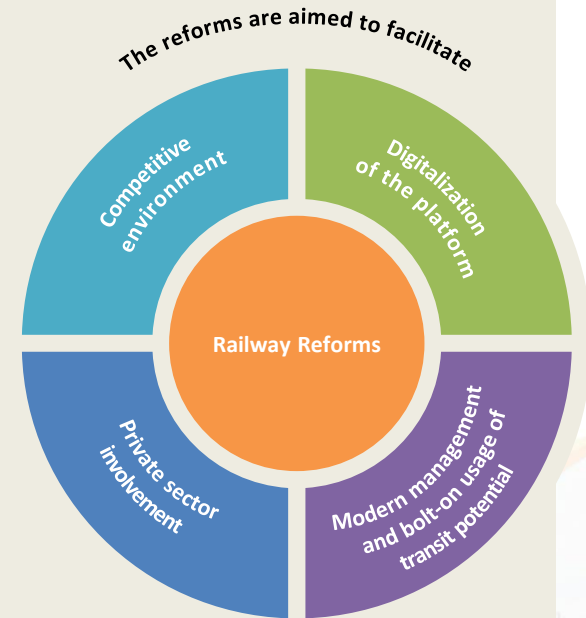 The reforms are aimed to facilitate
Competitive
environment
Digitalization
of the platform
Railway Reforms
Private sector
involvement
Modern management
and bolt-on usage of
transit potential